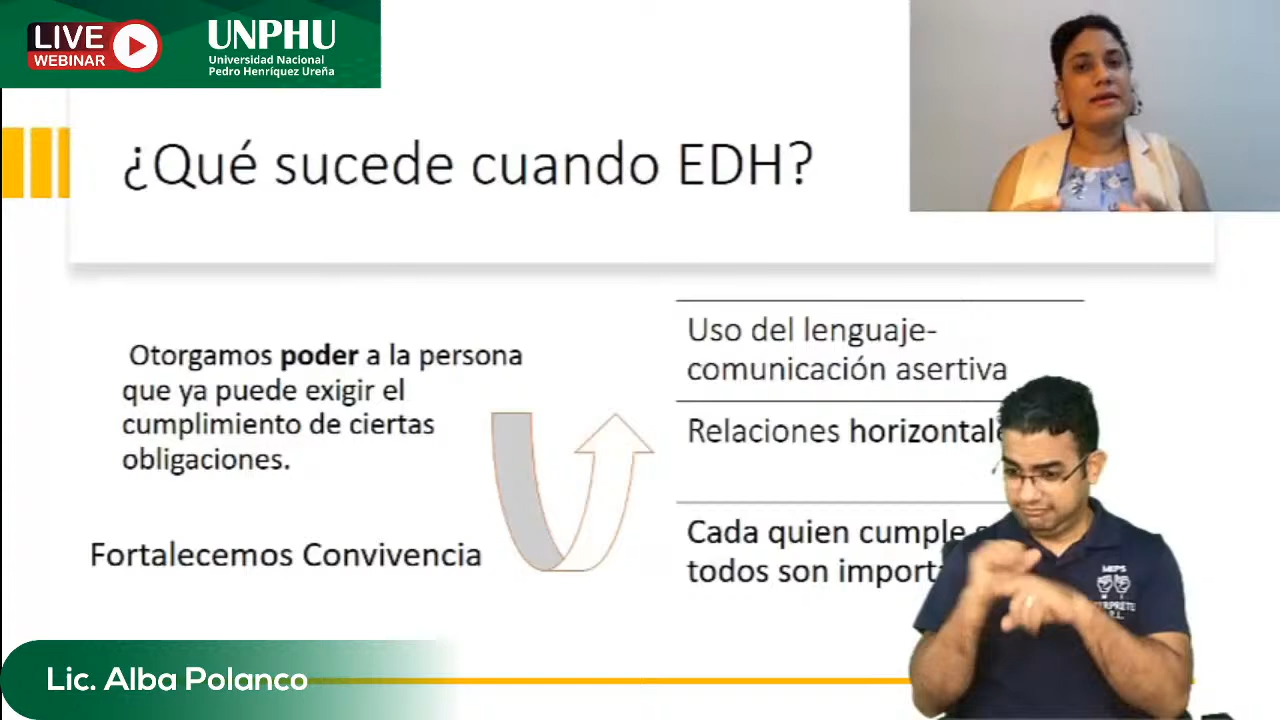 LIVE
WEBINAR
UNPHU
Universidad Nacional
Pedro Henríquez Ureña
¿Qué sucede cuando EDH?
Otorgamos poder a la persona
que ya puede exigir el
cumplimiento de ciertas
obligaciones.
Fortalecemos Convivencia
Uso del lenguaje-
comunicación asertiva
Relaciones
Cada quien cumple
todos son
Lic. Alba Polanco